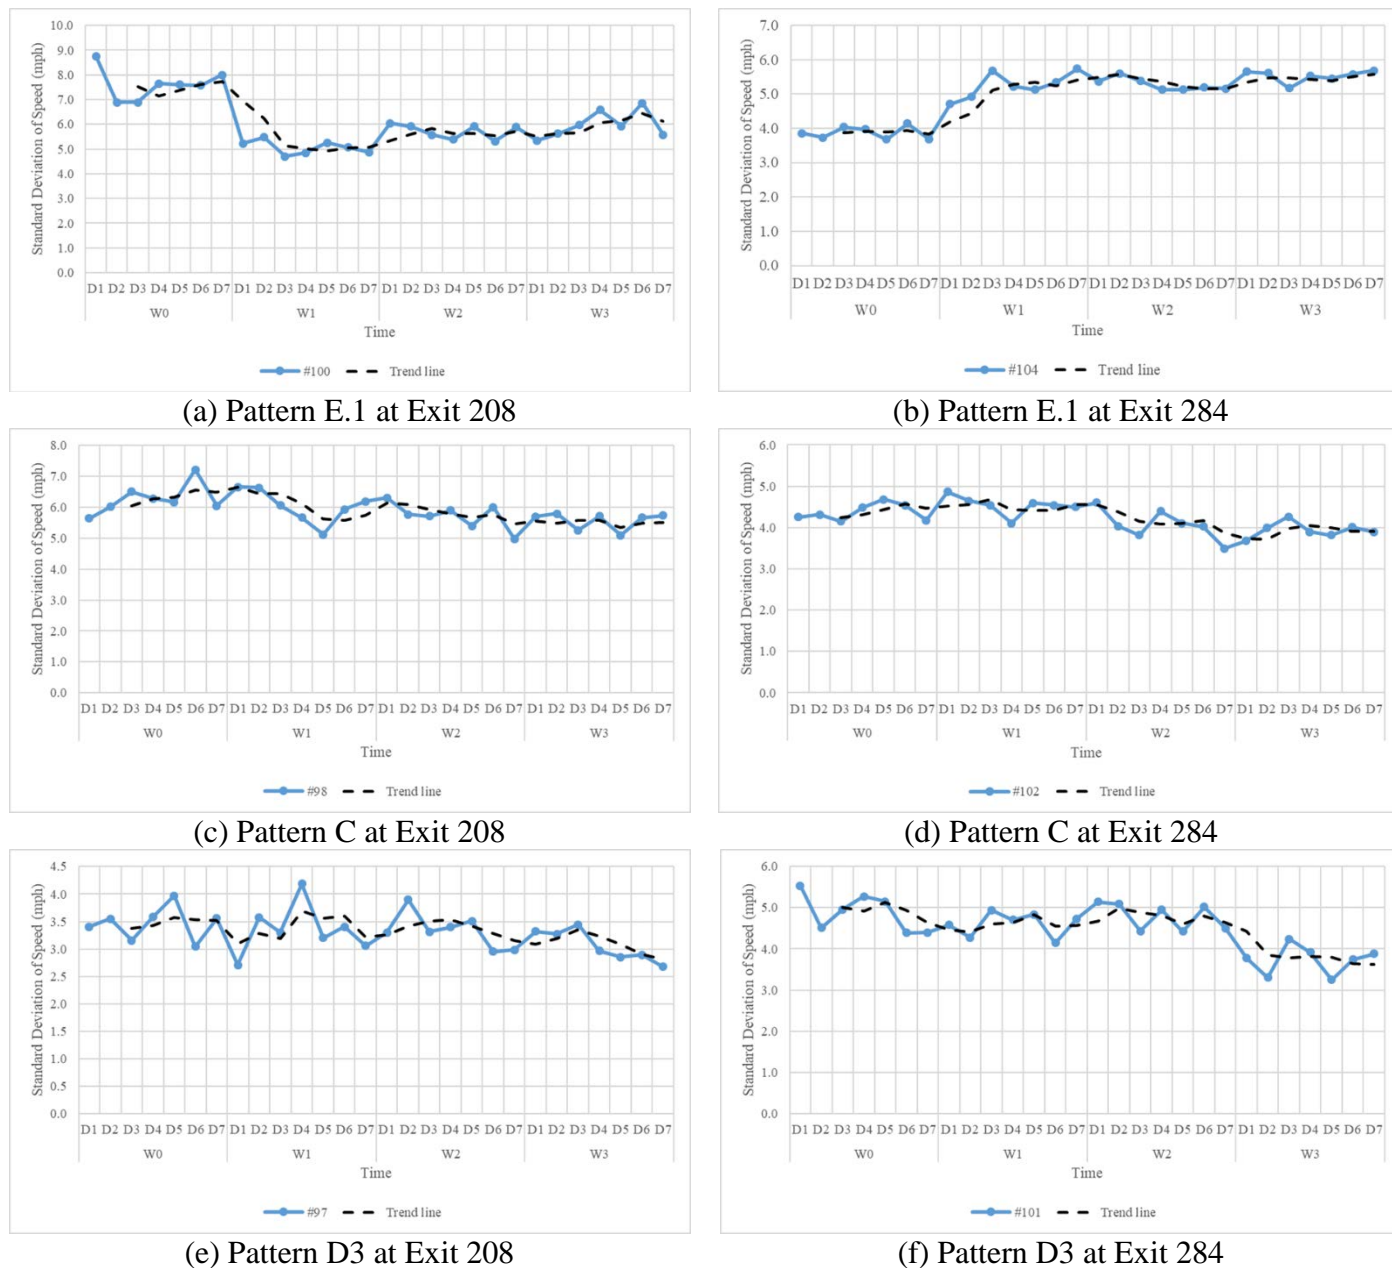 Standard Deviation of Speed (mph)
10.0
9.0
8.0
7.0
6.0
5.0
4.0
3.0
2.0
1.0
0.0
D1 D2 D3 D4 D5 D6 D7 D1 D2 D3 D4 D5 D6 D7 D1 D2 D3 D4 D5 D6 D7 D1 D2 D3 D4 D5 D6 D7
W0 W1 W2 W3
Time
#100 Trend line
(a) Pattern E.1 at Exit 208
Standard Deviation of Speed (mph)
7.0
6.0
5.0
4.0
3.0
2.0
1.0
0.0
D1 D2 D3 D4 D5 D6 D7 D1 D2 D3 D4 D5 D6 D7 D1 D2 D3 D4 D5 D6 D7 D1 D2 D3 D4 D5 D6 D7
W0 W1 W2 W3
Time
#104 Trend line
(b) Pattern E.1 at Exit 284
Standard Deviation of Speed (mph)
8.0
7.0
6.0
5.0
4.0
3.0
2.0
1.0
0.0
D1 D2 D3 D4 D5 D6 D7 D1 D2 D3 D4 D5 D6 D7 D1 D2 D3 D4 D5 D6 D7 D1 D2 D3 D4 D5 D6 D7
W0 W1 W2 W3
Time
#98 Trend line
(c) Pattern C at Exit 208
Standard Deviation of Speed (mph)
6.0
5.0
4.0
3.0
2.0
1.0
0.0
D1 D2 D3 D4 D5 D6 D7 D1 D2 D3 D4 D5 D6 D7 D1 D2 D3 D4 D5 D6 D7 D1 D2 D3 D4 D5 D6 D7
W0 W1 W2 W3
Time
#102 Trend line
(d) Pattern C at Exit 284
Standard Deviation of Speed (mph)
4.5
4.0
3.5
3.0
2.5
2.0
1.5
1.0
0.5
0.0
D1 D2 D3 D4 D5 D6 D7 D1 D2 D3 D4 D5 D6 D7 D1 D2 D3 D4 D5 D6 D7 D1 D2 D3 D4 D5 D6 D7
W0 W1 W2 W3
Time
#97 Trend line
(e) Pattern D3 at Exit 208
Standard Deviation of Speed (mph)
6.0
5.0
4.0
3.0
2.0
1.0
0.0
D1 D2 D3 D4 D5 D6 D7 D1 D2 D3 D4 D5 D6 D7 D1 D2 D3 D4 D5 D6 D7 D1 D2 D3 D4 D5 D6 D7
W0 W1 W2 W3
Time
#101 Trend line
(f) Pattern D3 at Exit 284